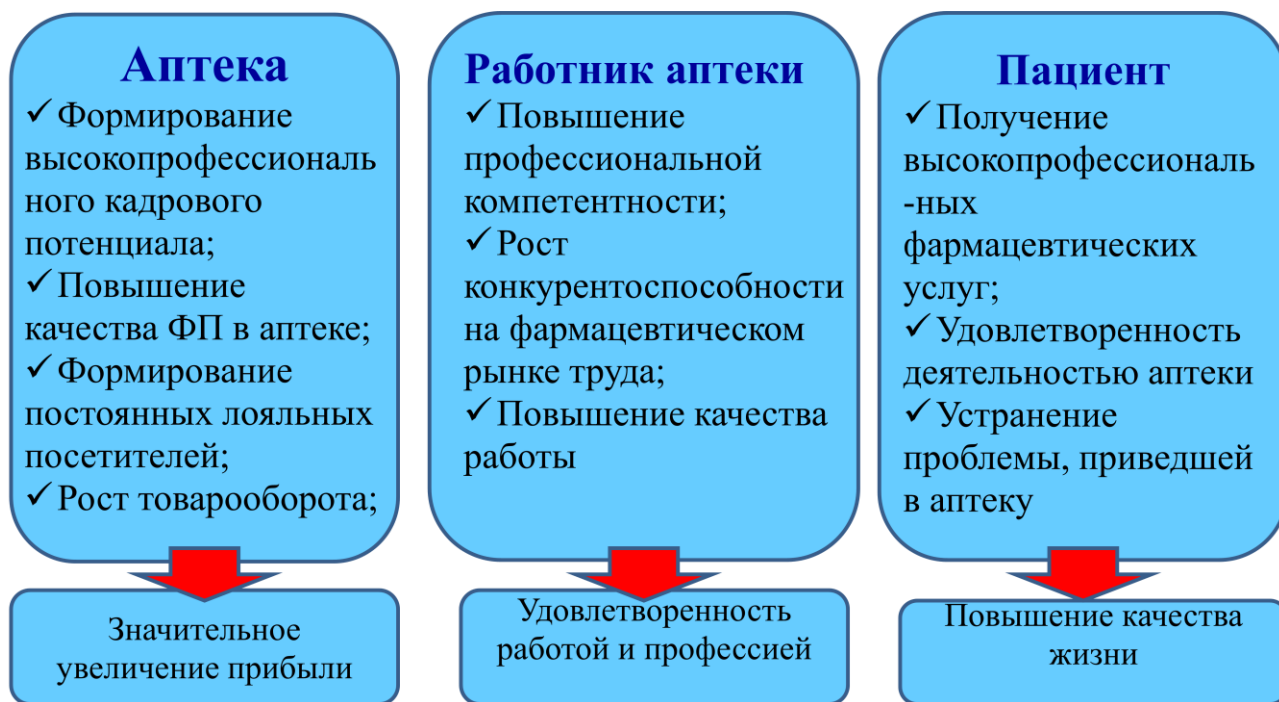 Аптека
✓ Формирование
высокопрофессиональ
ного кадрового
потенциала;
✓ Повышение
качества ФП в аптеке;
✓ Формирование
постоянных лояльных
посетителей;
✓ Рост товарооборота;
Значительное
увеличение прибыли
Работник аптеки
✓ Повышение
профессиональной
компетентности;
✓ Рост
конкурентоспособности
на фармацевтическом
рынке труда;
✓ Повышение качества
работы
Удовлетворенность
работой и профессией
Пациент
✓ Получение
высокопрофессиональ
-ных
фармацевтических
услуг;
✓ Удовлетворенность
деятельностью аптеки
✓ Устранение
проблемы, приведшей
в аптеку
Повышение качества
жизни